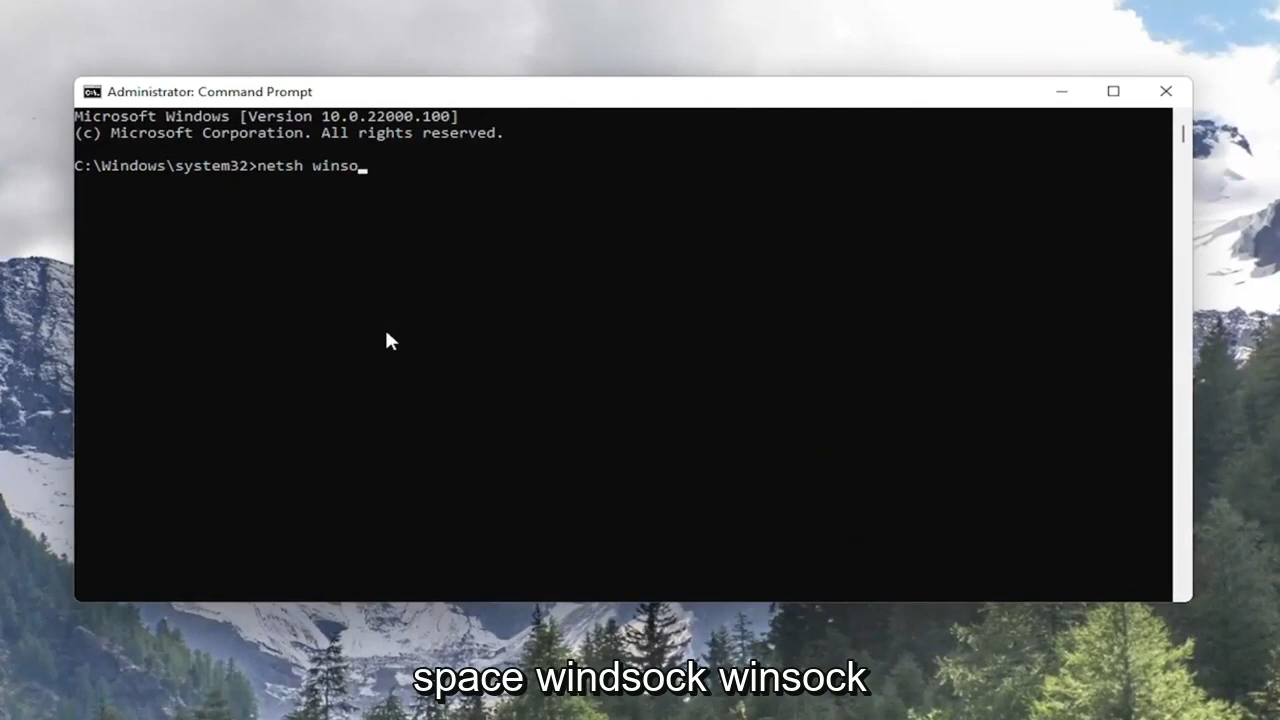 Administrator: Command Prompt
Microsoft Windows [Version 10.0.22000.100]
(c) Microsoft Corporation. All rights reserved.
C:\Windows\system32>netsh winso
space windsock winsock